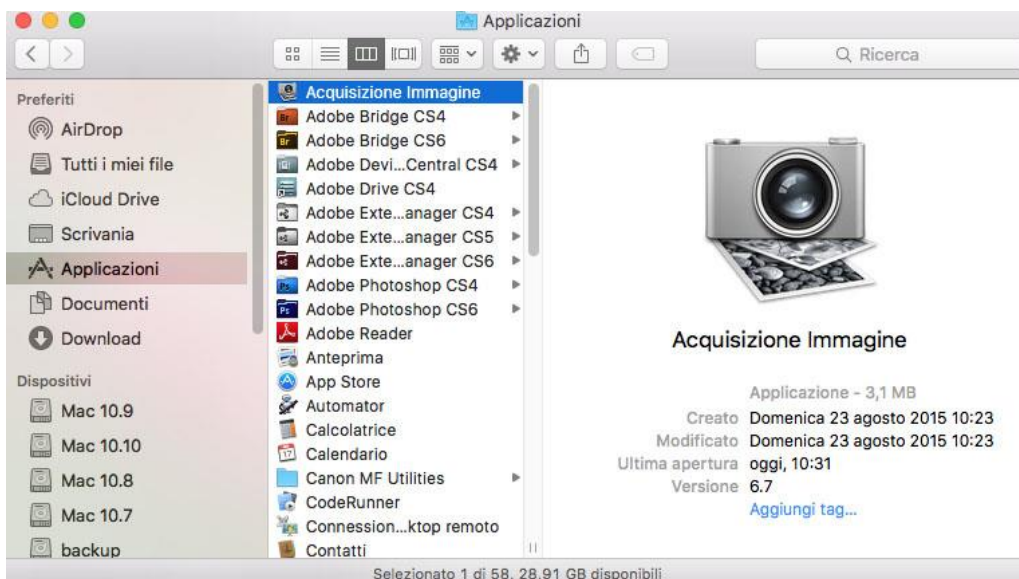 Applicazioni
Ricerca
Preferiti
AirDrop
Tutti i miei file
iCloud Drive
Scrivania
Applicazioni
Documenti
Download
Dispositivi
Mac 10.9
Mac 10.10
Mac 10.8
Mac 10.7
backup
Acquisizione Immagine
Adobe Bridge CS4
Adobe Bridge CS6
Adobe Devi...Central CS4
Adobe Drive CS4
Adobe Exte...anager CS4
Adobe Exte...anager CS5
Adobe Exte...anager CS6
Adobe Photoshop CS4
Adobe Photoshop CS6
Adobe Reader
Anteprima
App Store
Automator
Calcolatrice
Calendario
Canon MF Utilities
CodeRunner
Connession...ktop remoto
Contatti
Acquisizione Immagine
Applicazione - 3,1 MB
Creato Domenica 23 agosto 2015 10:23
Modificato Domenica 23 agosto 2015 10:23
Ultima apertura oggi, 10:31
Versione 6.7
Aggiungi tag...
Selezionato 1 di 58, 28,91 GB disponibili